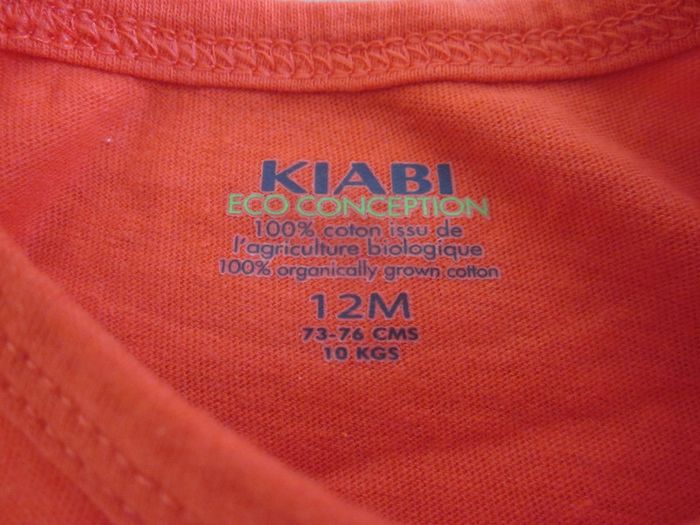 KIABI
ECO CONCEPTION
100% coton issu de
l'agriculture biologique
100% organically grown cotton
12M
73-76 CMS
10 KGS